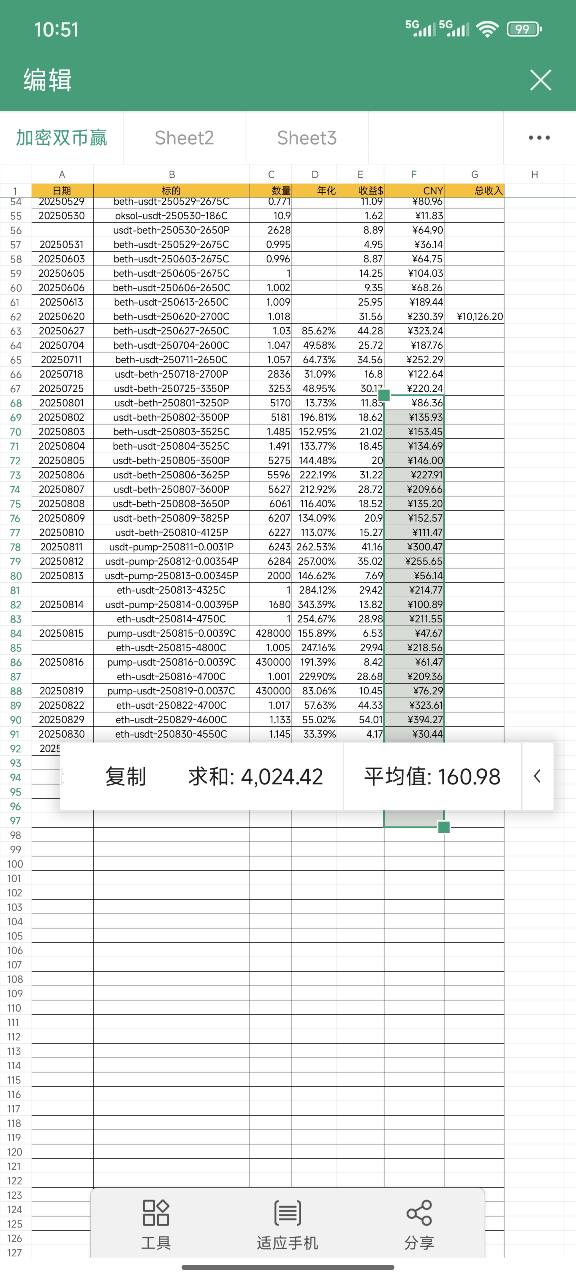 10:51 5G 5G 99
编辑
加密双币赢 Sheet2 Sheet3
A B C D E F G H
1 日期 标的 数量 年化 收益$ CNY 总收入
54 20250529 beth-usdt-250529-2675C 0.771 11.09 ¥80.96
55 20250530 oksol-usdt-250530-186C 10.9 1.62 ¥11.83
56 usdt-beth-250530-2650P 2628 8.89 ¥64.90
57 20250531 beth-usdt-250529-2675C 0.995 4.95 ¥36.14
58 20250603 beth-usdt-250603-2675C 0.996 8.87 ¥64.75
59 20250605 beth-usdt-250605-2675C 1 14.25 ¥104.03
60 20250606 beth-usdt-250606-2650C 1.002 9.35 ¥68.26
61 20250613 beth-usdt-250613-2650C 1.009 25.95 ¥189.44
62 20250620 beth-usdt-250620-2700C 1.018 31.56 ¥230.39 ¥10,126.20
63 20250627 beth-usdt-250627-2650C 1.03 85.62% 44.28 ¥323.24
64 20250704 beth-usdt-250704-2600C 1.047 49.58% 25.72 ¥187.76
65 20250711 beth-usdt-250711-2650C 1.057 64.73% 34.56 ¥252.29
66 20250718 usdt-beth-250718-2700P 2836 31.09% 16.8 ¥122.64
67 20250725 usdt-beth-250725-3350P 3253 48.95% 30.17 ¥220.24
68 20250801 usdt-beth-250801-3250P 5170 13.73% 11.83 ¥86.36
69 20250802 usdt-beth-250802-3500P 5181 196.81% 18.62 ¥135.93
70 20250803 beth-usdt-250803-3525C 1.485 152.95% 21.02 ¥153.45
71 20250804 beth-usdt-250804-3525C 1.491 133.77% 18.45 ¥134.69
72 20250805 usdt-beth-250805-3500P 5275 144.48% 20 ¥146.00
73 20250806 usdt-beth-250806-3625P 5596 222.19% 31.22 ¥227.91
74 20250807 usdt-beth-250807-3600P 5627 212.92% 28.72 ¥209.66
75 20250808 usdt-beth-250808-3650P 6061 116.40% 18.52 ¥135.20
76 20250809 usdt-beth-250809-3825P 6207 134.09% 20.9 ¥152.57
77 20250810 usdt-beth-250810-4125P 6227 113.07% 15.27 ¥111.47
78 20250811 usdt-pump-250811-0.0031P 6243 262.53% 41.16 ¥300.47
79 20250812 usdt-pump-250812-0.00354P 6284 257.00% 35.02 ¥255.65
80 20250813 usdt-pump-250813-0.00345P 2000 146.62% 7.69 ¥56.14
81 eth-usdt-250813-4325C 1 284.12% 29.42 ¥214.77
82 20250814 usdt-pump-250814-0.00395P 1680 343.39% 13.82 ¥100.89
83 eth-usdt-250814-4750C 1 254.67% 28.98 ¥211.55
84 20250815 pump-usdt-250815-0.0039C 428000 155.89% 6.53 ¥47.67
85 eth-usdt-250815-4800C 1.005 247.16% 29.94 ¥218.56
86 20250816 pump-usdt-250816-0.0039C 430000 191.39% 8.42 ¥61.47
87 eth-usdt-250816-4700C 1.001 229.90% 28.68 ¥209.36
88 20250819 pump-usdt-250819-0.0037C 430000 83.06% 10.45 ¥76.29
89 20250822 eth-usdt-250822-4700C 1.017 57.63% 44.33 ¥323.61
90 20250829 eth-usdt-250829-4600C 1.133 55.02% 54.01 ¥394.27
91 20250830 eth-usdt-250830-4550C 1.145 33.39% 4.17 ¥30.44
92
93
94 复制 求和: 4,024.42 平均值: 160.98
95
96
97
98
99
100
101
102
103
104
105
106
107
108
109
110
111
112
113
114
115
116
117
118
119
120
121
122
123
124
125
126
127
工具 适应手机 分享